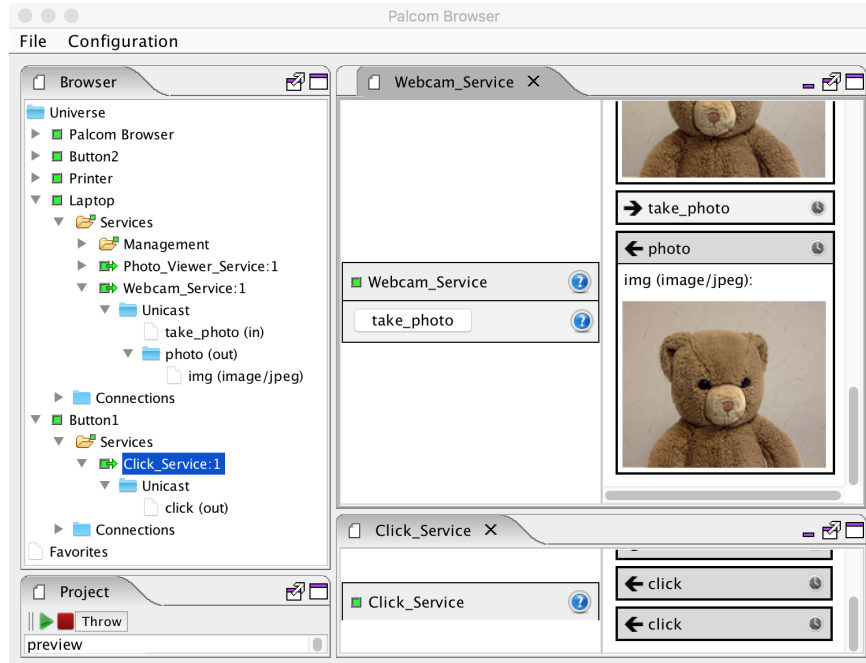 Palcom Browser
File Configuration
Browser
Universe
Palcom Browser
Button2
Printer
Laptop
Services
Management
Photo_Viewer_Service:1
Webcam_Service:1
Unicast
take_photo (in)
photo (out)
img (image/jpeg)
Connections
Button1
Services
Click_Service:1
Unicast
click (out)
Connections
Favorites
Project
Throw
preview
Webcam_Service
Webcam_Service
take_photo
take_photo
photo
img (image/jpeg):
Click_Service
Click_Service
click
click